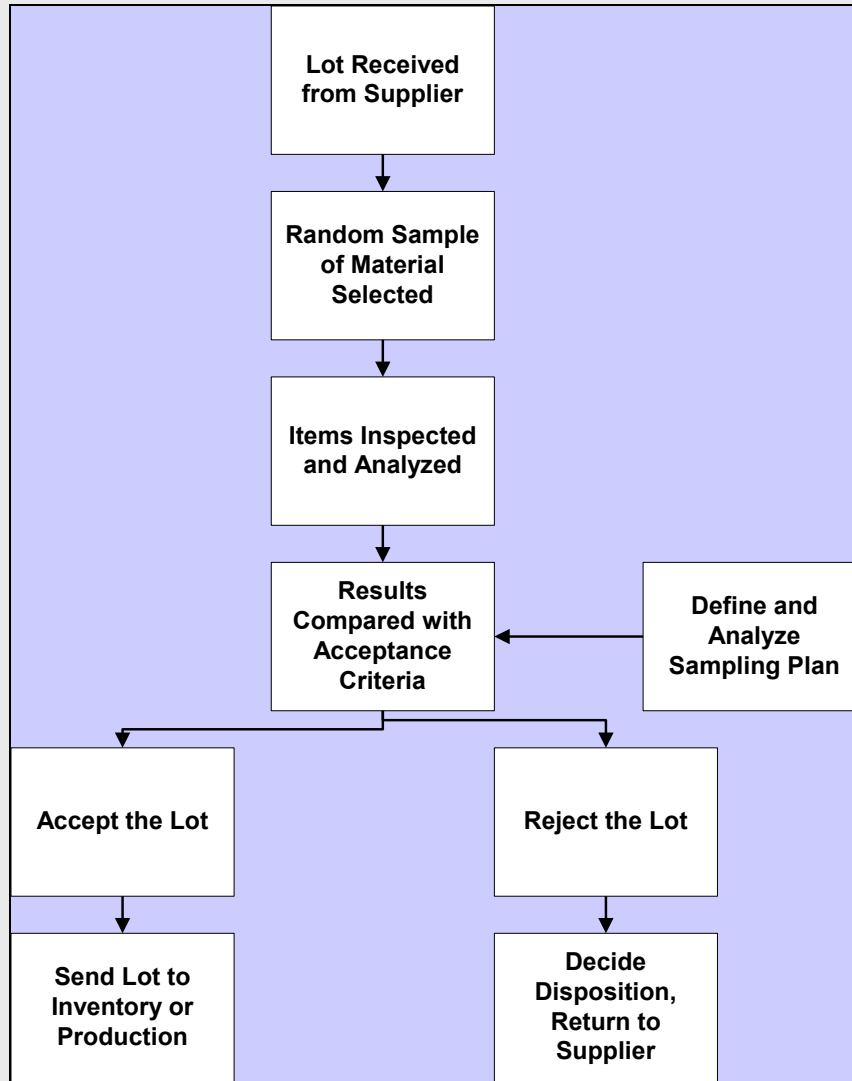 Lot Received
from Supplier
Random Sample
of Material
Selected
Items Inspected
and Analyzed
Results
Compared with
Acceptance
Criteria
Define and
Analyze
Sampling Plan
Accept the Lot
Reject the Lot
Send Lot to
Inventory or
Production
Decide
Disposition,
Return to
Supplier